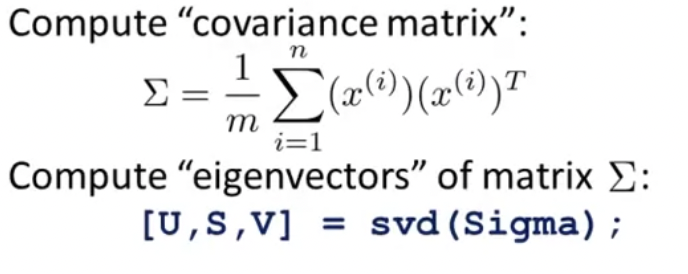 Compute “covariance matrix”:
Σ = 1/m ∑_{i=1}^{n} (x^{(i)})(x^{(i)})^T
Compute “eigenvectors” of matrix Σ:
[U,S,V] = svd(Sigma);